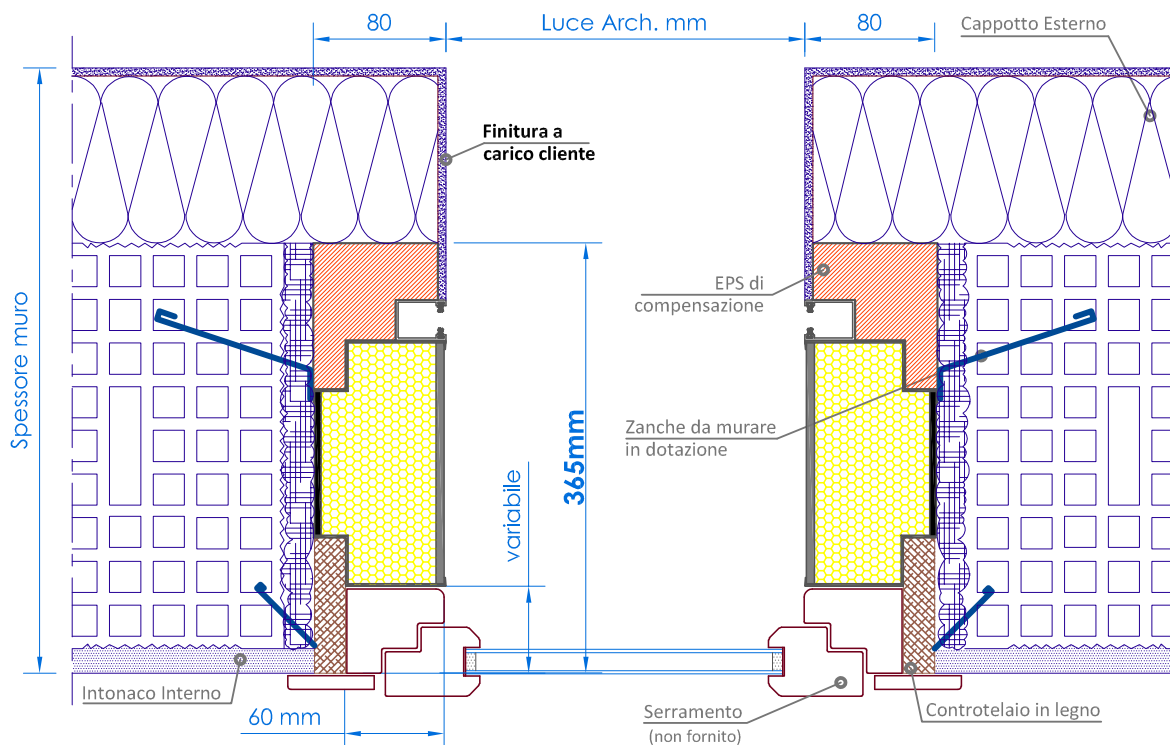 80
Luce Arch. mm
80
Cappotto Esterno
Finitura a
carico cliente
EPS di
compensazione
Spessore muro
Zanche da murare
in dotazione
365mm
variabile
Intonaco Interno
60 mm
Serramento
(non fornito)
Controtelaio in legno